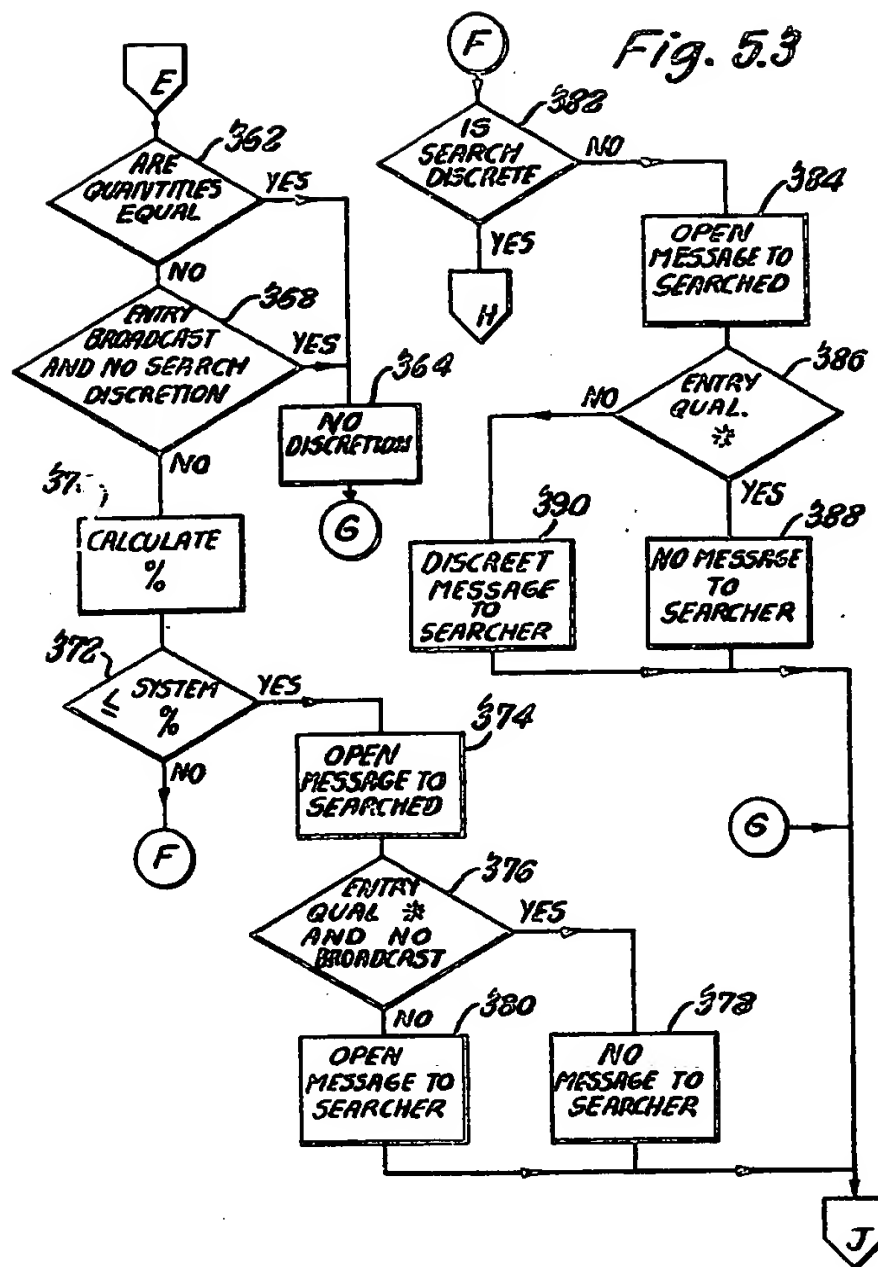 Fig. 5.3
E
362
ARE
QUANTITIES
EQUAL
YES
NO
368
ENTRY
BROADCAST
AND NO SEARCH
DISCRETION
YES
NO
364
NO
DISCRETION
G
CALCULATE
%
372
≤ SYSTEM
%
YES
NO
F
374
OPEN
MESSAGE TO
SEARCHED
376
ENTRY
QUAL *
AND NO
BROADCAST
YES
NO
380
OPEN
MESSAGE TO
SEARCHER
378
NO
MESSAGE TO
SEARCHER
F
382
IS
SEARCH
DISCRETE
NO
YES
H
384
OPEN
MESSAGE TO
SEARCHED
386
ENTRY
QUAL.
*
NO
YES
390
DISCREET
MESSAGE
TO
SEARCHER
388
NO MESSAGE
TO
SEARCHER
G
J